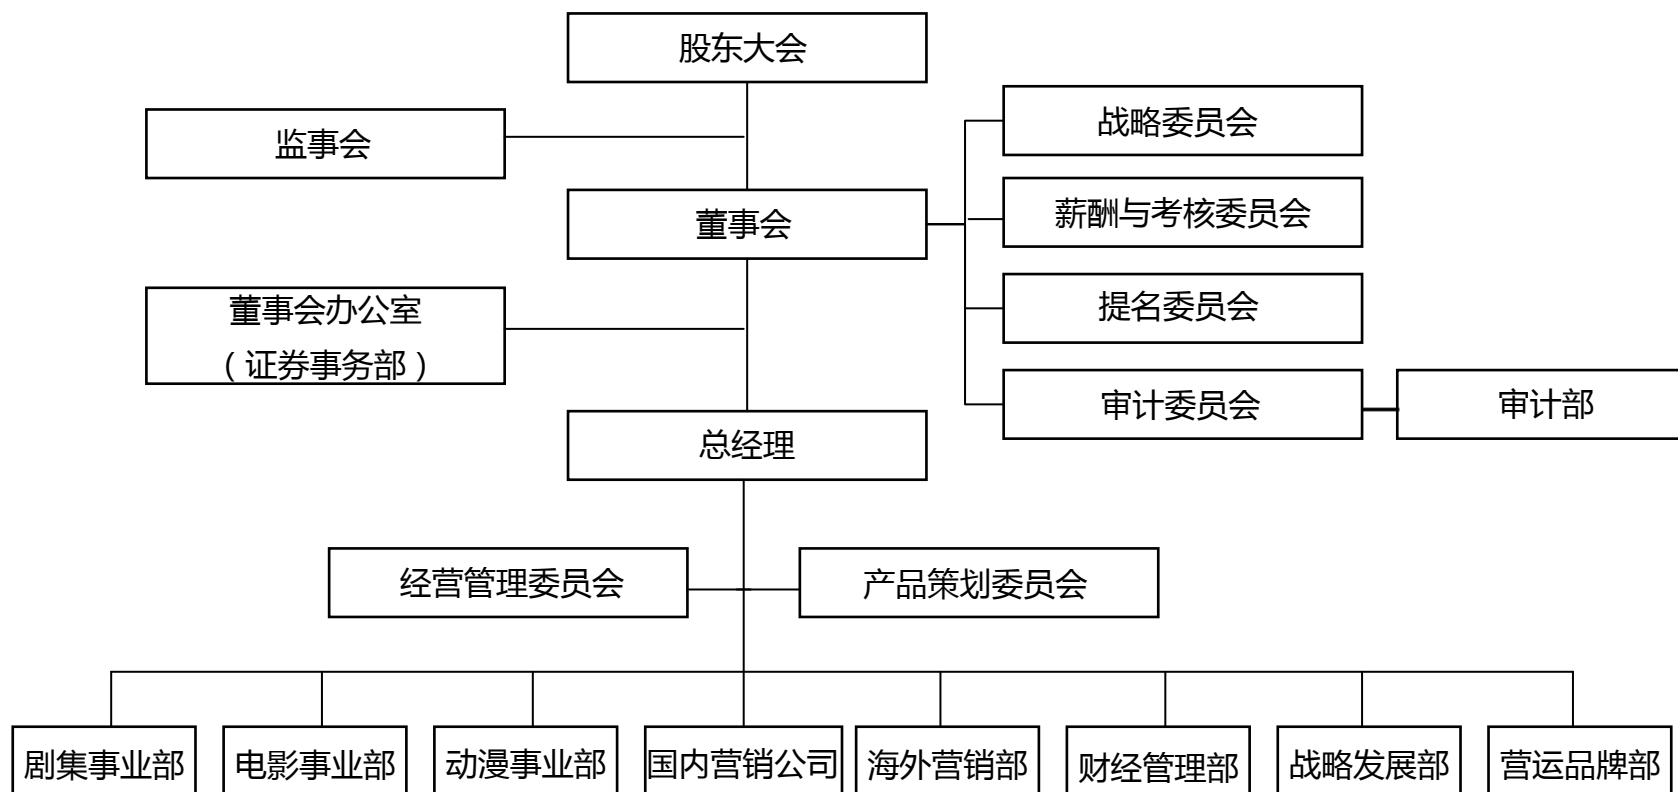 股东大会
监事会
战略委员会
薪酬与考核委员会
董事会
提名委员会
董事会办公室
（证券事务部）
审计委员会
审计部
总经理
经营管理委员会
产品策划委员会
剧集事业部
电影事业部
动漫事业部
国内营销公司
海外营销部
财经管理部
战略发展部
营运品牌部